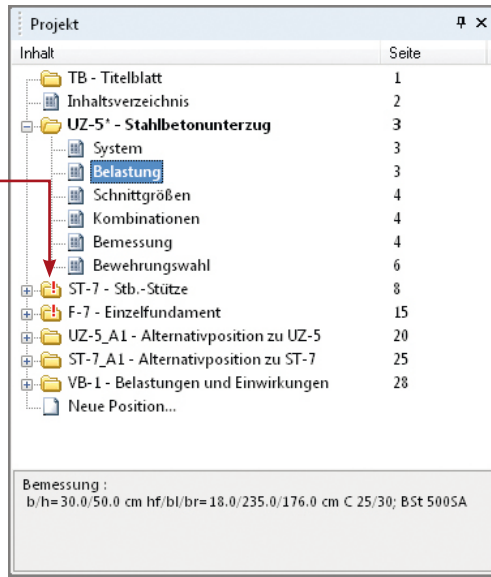 Projekt
Inhalt Seite
TB - Titelblatt 1
Inhaltsverzeichnis 2
UZ-5* - Stahlbetonunterzug 3
System 3
Belastung 3
Schnittgrößen 4
Kombinationen 4
Bemessung 4
Bewehrungswahl 6
ST-7 - Stb.-Stütze 8
F-7 - Einzelfundament 15
UZ-5_A1 - Alternativposition zu UZ-5 20
ST-7_A1 - Alternativposition zu ST-7 25
VB-1 - Belastungen und Einwirkungen 28
Neue Position...
Bemessung :
b/h=30.0/50.0 cm hf/bl/br=18.0/235.0/176.0 cm C 25/30; BSt 500SA